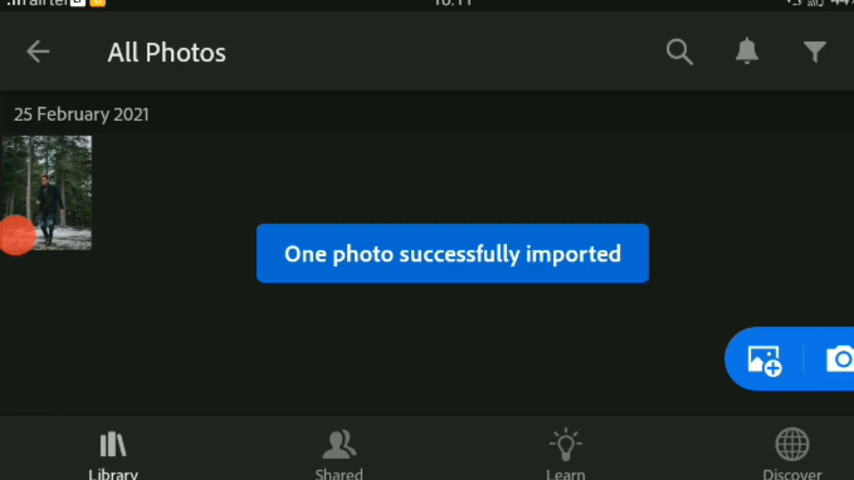 All Photos
25 February 2021
One photo successfully imported
Library
Shared
Learn
Discover